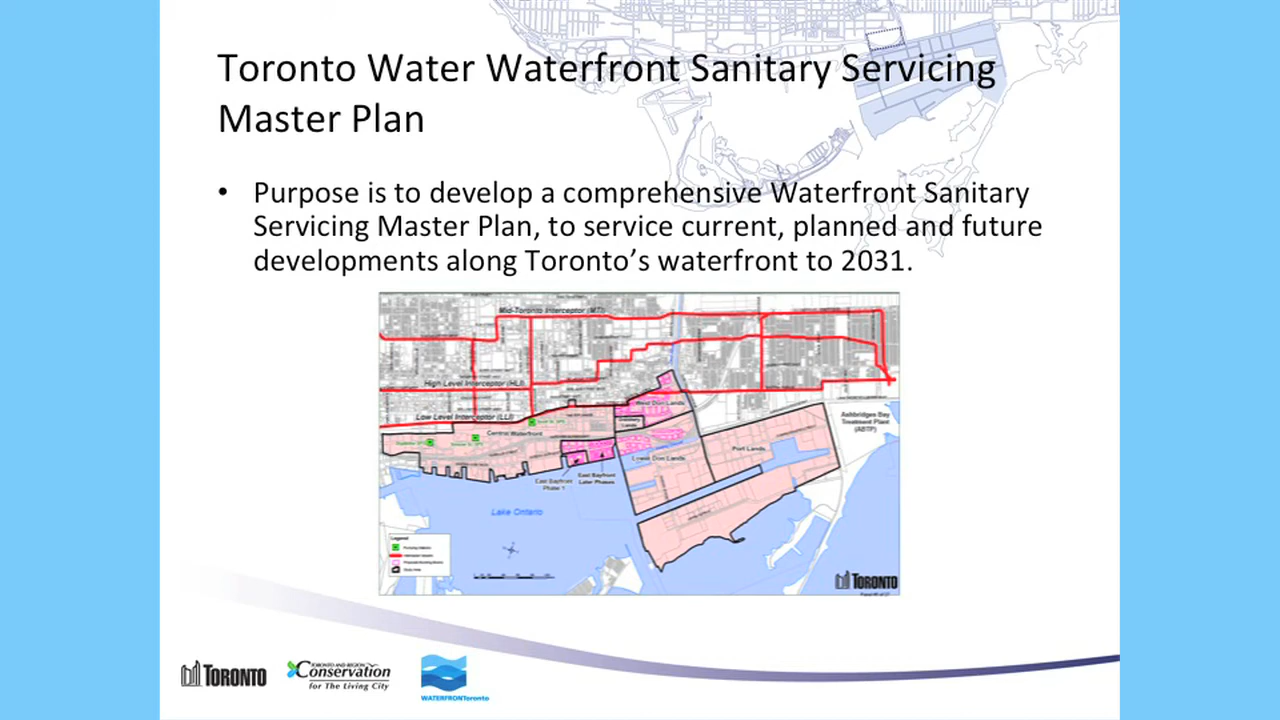 Toronto Water Waterfront Sanitary Servicing
Master Plan
• Purpose is to develop a comprehensive Waterfront Sanitary
Servicing Master Plan, to service current, planned and future
developments along Toronto’s waterfront to 2031.
Mid-Toronto Interceptor (MTI)
High Level Interceptor (HLI)
Low Level Interceptor (LLI)
West Don Lands
Central Waterfront
Lower Don Lands
Port Lands
Ashbridges Bay
Treatment Plant
(ABTP)
East Bayfront
Phase 1
East Bayfront
Later Phases
Lake Ontario
Legend
TORONTO
TORONTO
TORONTO AND REGION
Conservation
for The Living City
WATERFRONToronto